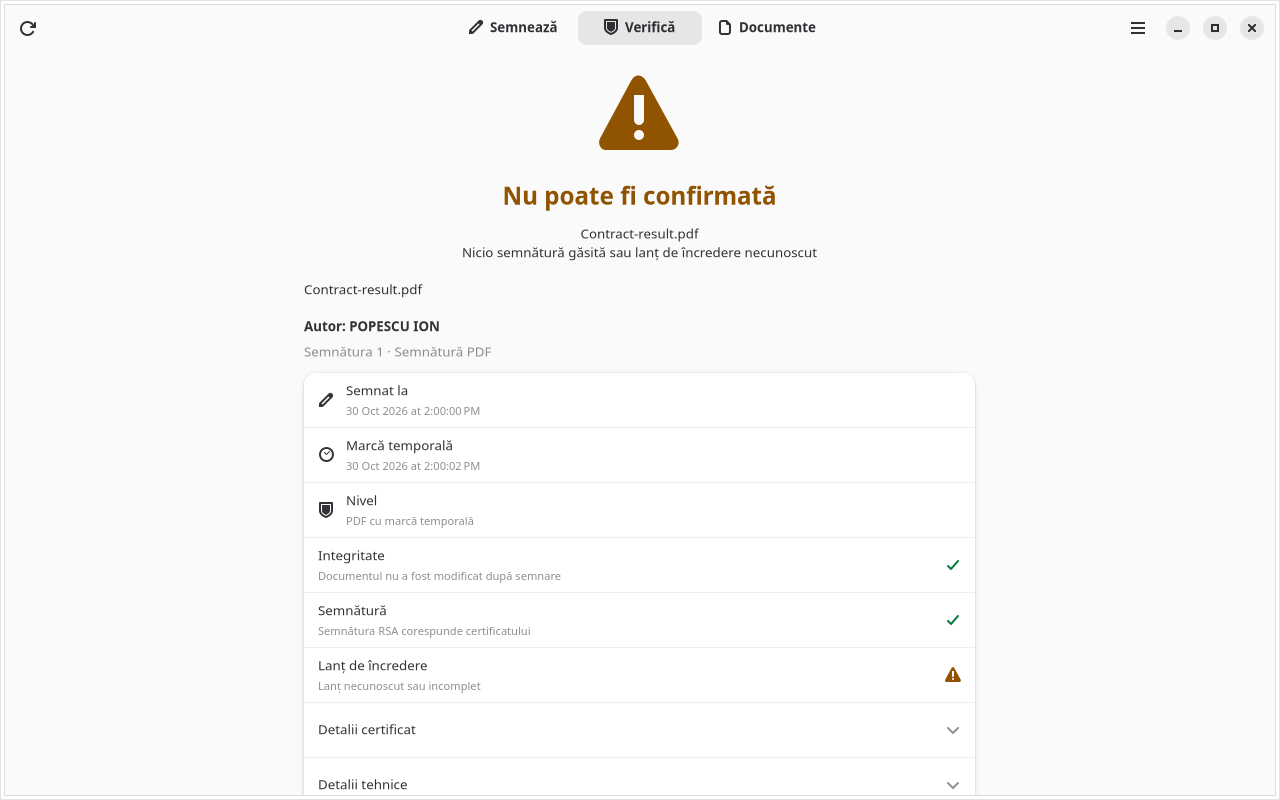 Semnează
Verifică
Documente
Nu poate fi confirmată
Contract-result.pdf
Nicio semnătură găsită sau lanț de încredere necunoscut
Contract-result.pdf
Autor: POPESCU ION
Semnătura 1 · Semnătură PDF
Semnat la
30 Oct 2026 at 2:00:00 PM
Marcă temporală
30 Oct 2026 at 2:00:02 PM
Nivel
PDF cu marcă temporală
Integritate
Documentul nu a fost modificat după semnare
Semnătură
Semnătura RSA corespunde certificatului
Lanț de încredere
Lanț necunoscut sau incomplet
Detalii certificat
Detalii tehnice